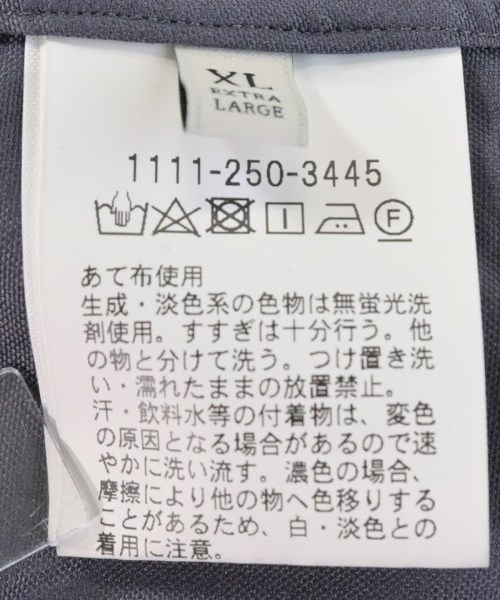 XL
EXTRA
LARGE
1111-250-3445
F
あて布使用
生成・淡色系の色物は無蛍光洗
剤使用。すすぎは十分行う。他
の物と分けて洗う。つけ置き洗
い・濡れたままの放置禁止。
汗・飲料水等の付着物は、変色
の原因となる場合があるので速
やかに洗い流す。濃色の場合、
摩擦により他の物へ色移りする
ことがあるため、白・淡色との
着用に注意。